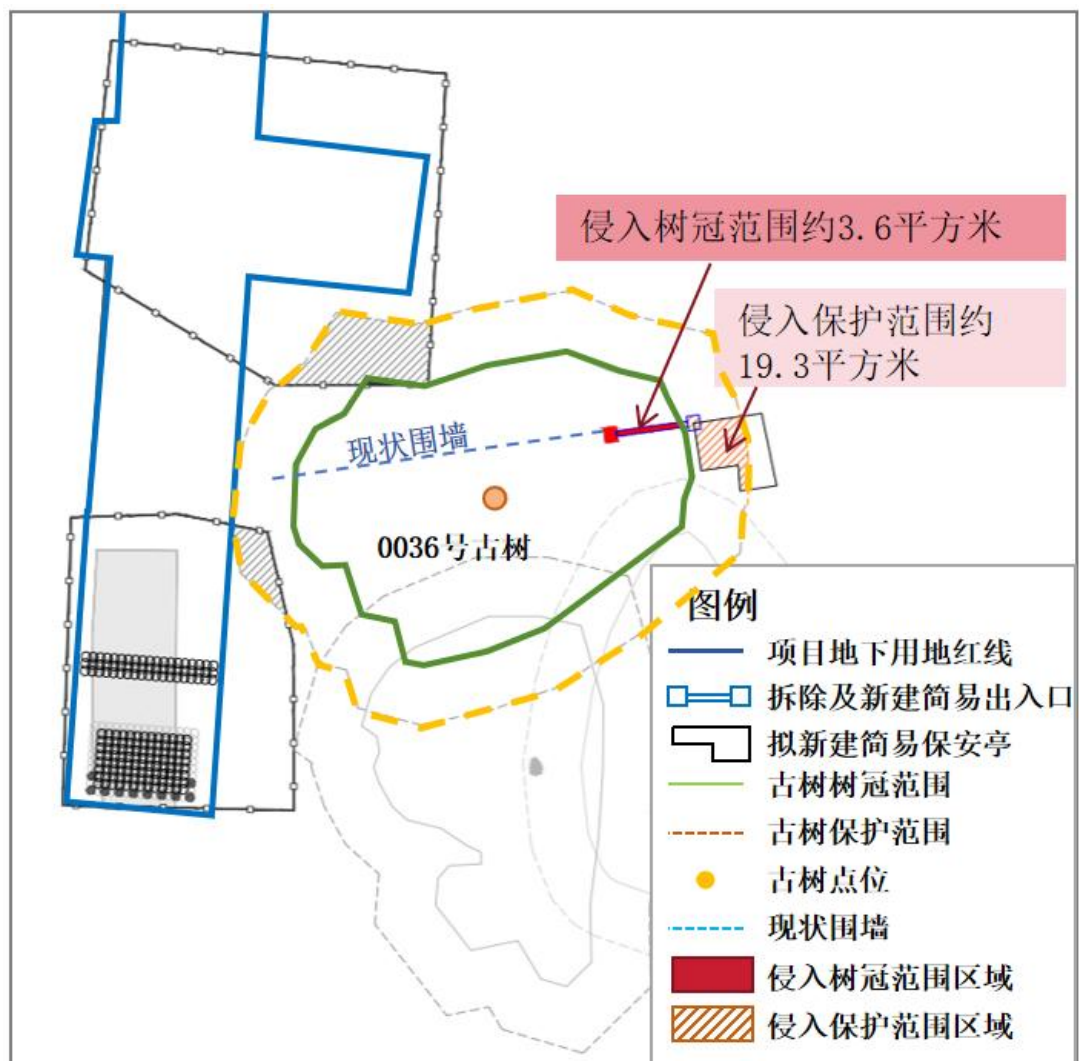 侵入树冠范围约3.6平方米
侵入保护范围约
19.3平方米
现状围墙
0036号古树
图例
项目地下用地红线
拆除及新建简易出入口
拟新建简易保安亭
古树树冠范围
古树保护范围
古树点位
现状围墙
侵入树冠范围区域
侵入保护范围区域